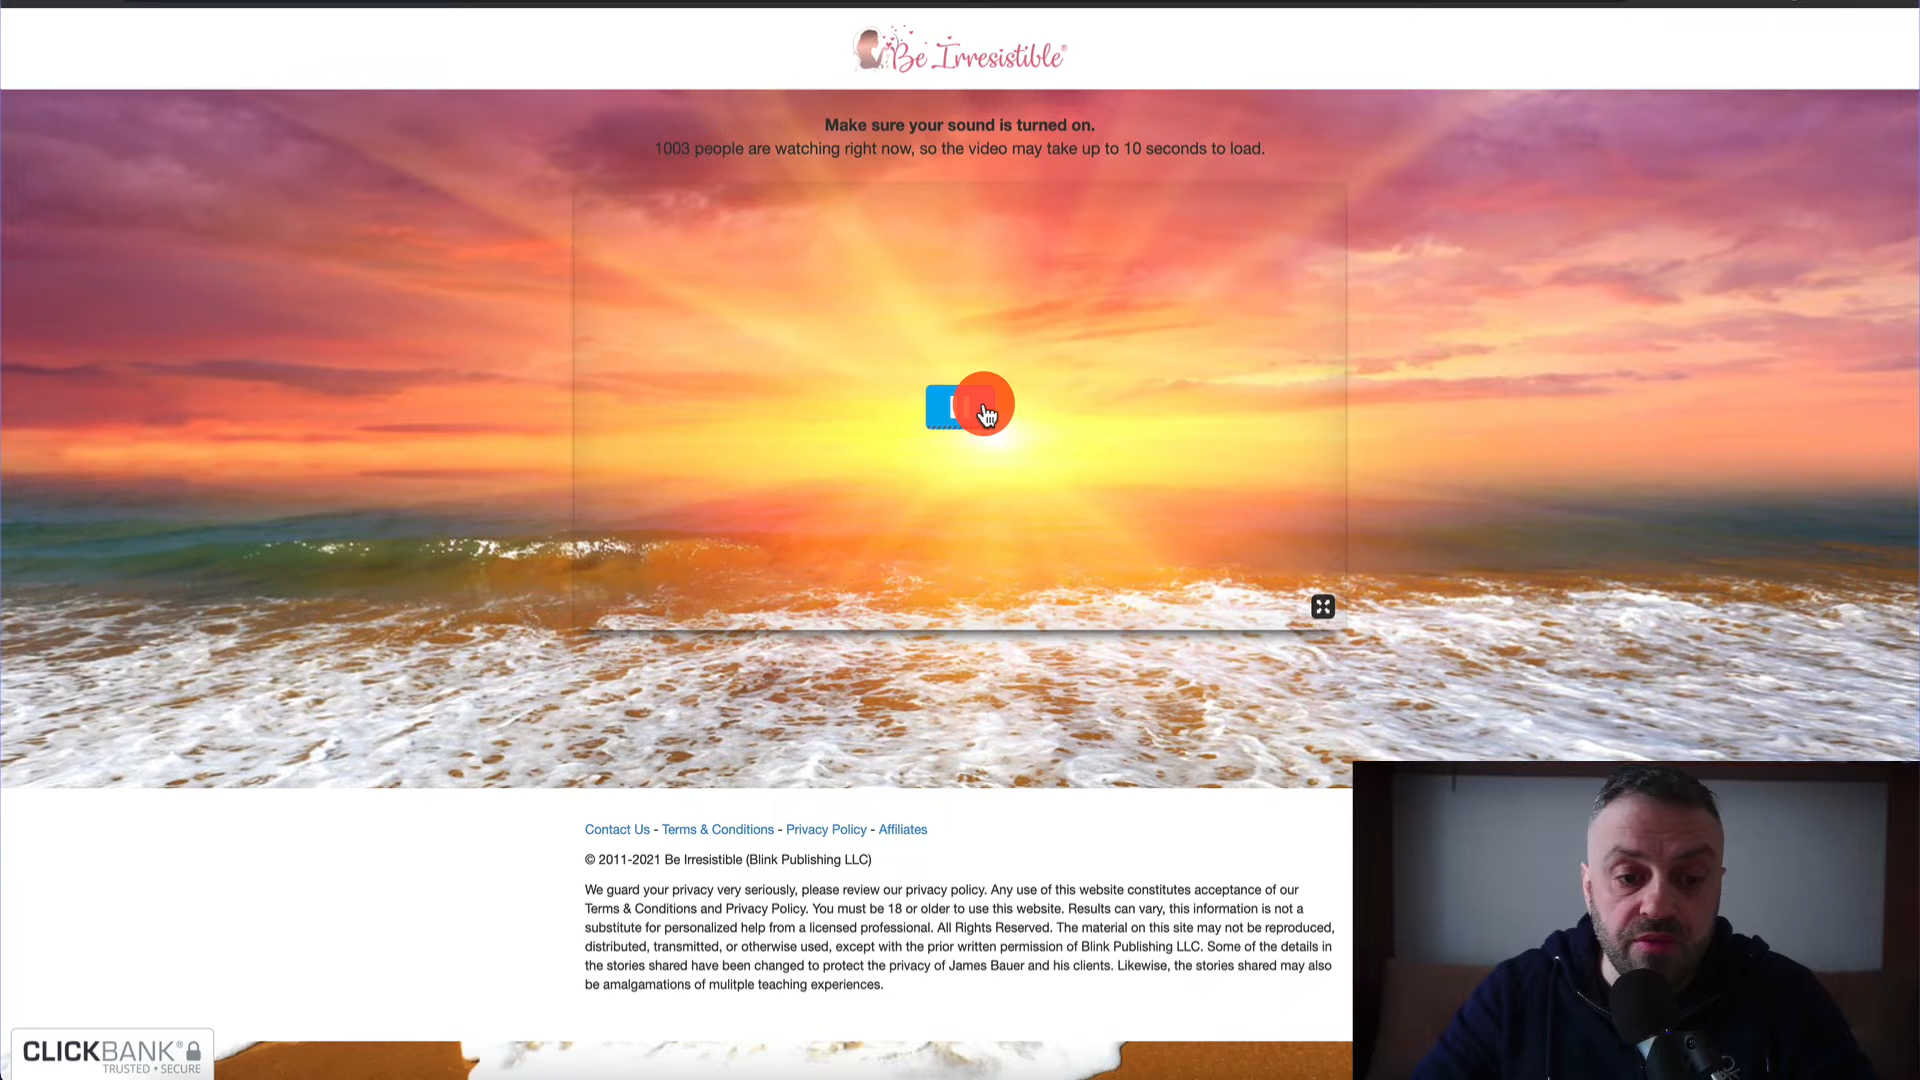 Be Irresistible®
Make sure your sound is turned on.
1003 people are watching right now, so the video may take up to 10 seconds to load.
Contact Us - Terms & Conditions - Privacy Policy - Affiliates
© 2011-2021 Be Irresistible (Blink Publishing LLC)
We guard your privacy very seriously, please review our privacy policy. Any use of this website constitutes acceptance of our
Terms & Conditions and Privacy Policy. You must be 18 or older to use this website. Results can vary, this information is not a
substitute for personalized help from a licensed professional. All Rights Reserved. The material on this site may not be reproduced,
distributed, transmitted, or otherwise used, except with the prior written permission of Blink Publishing LLC. Some of the details in
the stories shared have been changed to protect the privacy of James Bauer and his clients. Likewise, the stories shared may also
be amalgamations of mulitple teaching experiences.
CLICKBANK®
TRUSTED • SECURE